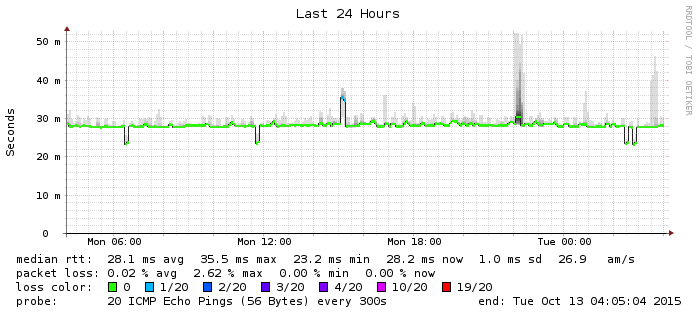 Last 24 Hours
RRDTOOL / TOBI OETIKER
Seconds
50 m
40 m
30 m
20 m
10 m
0
Mon 06:00 Mon 12:00 Mon 18:00 Tue 00:00
median rtt: 28.1 ms avg 35.5 ms max 23.2 ms min 28.2 ms now 1.0 ms sd 26.9 am/s
packet loss: 0.02 % avg 2.62 % max 0.00 % min 0.00 % now
loss color: 0 1/20 2/20 3/20 4/20 10/20 19/20
probe: 20 ICMP Echo Pings (56 Bytes) every 300s end: Tue Oct 13 04:05:04 2015